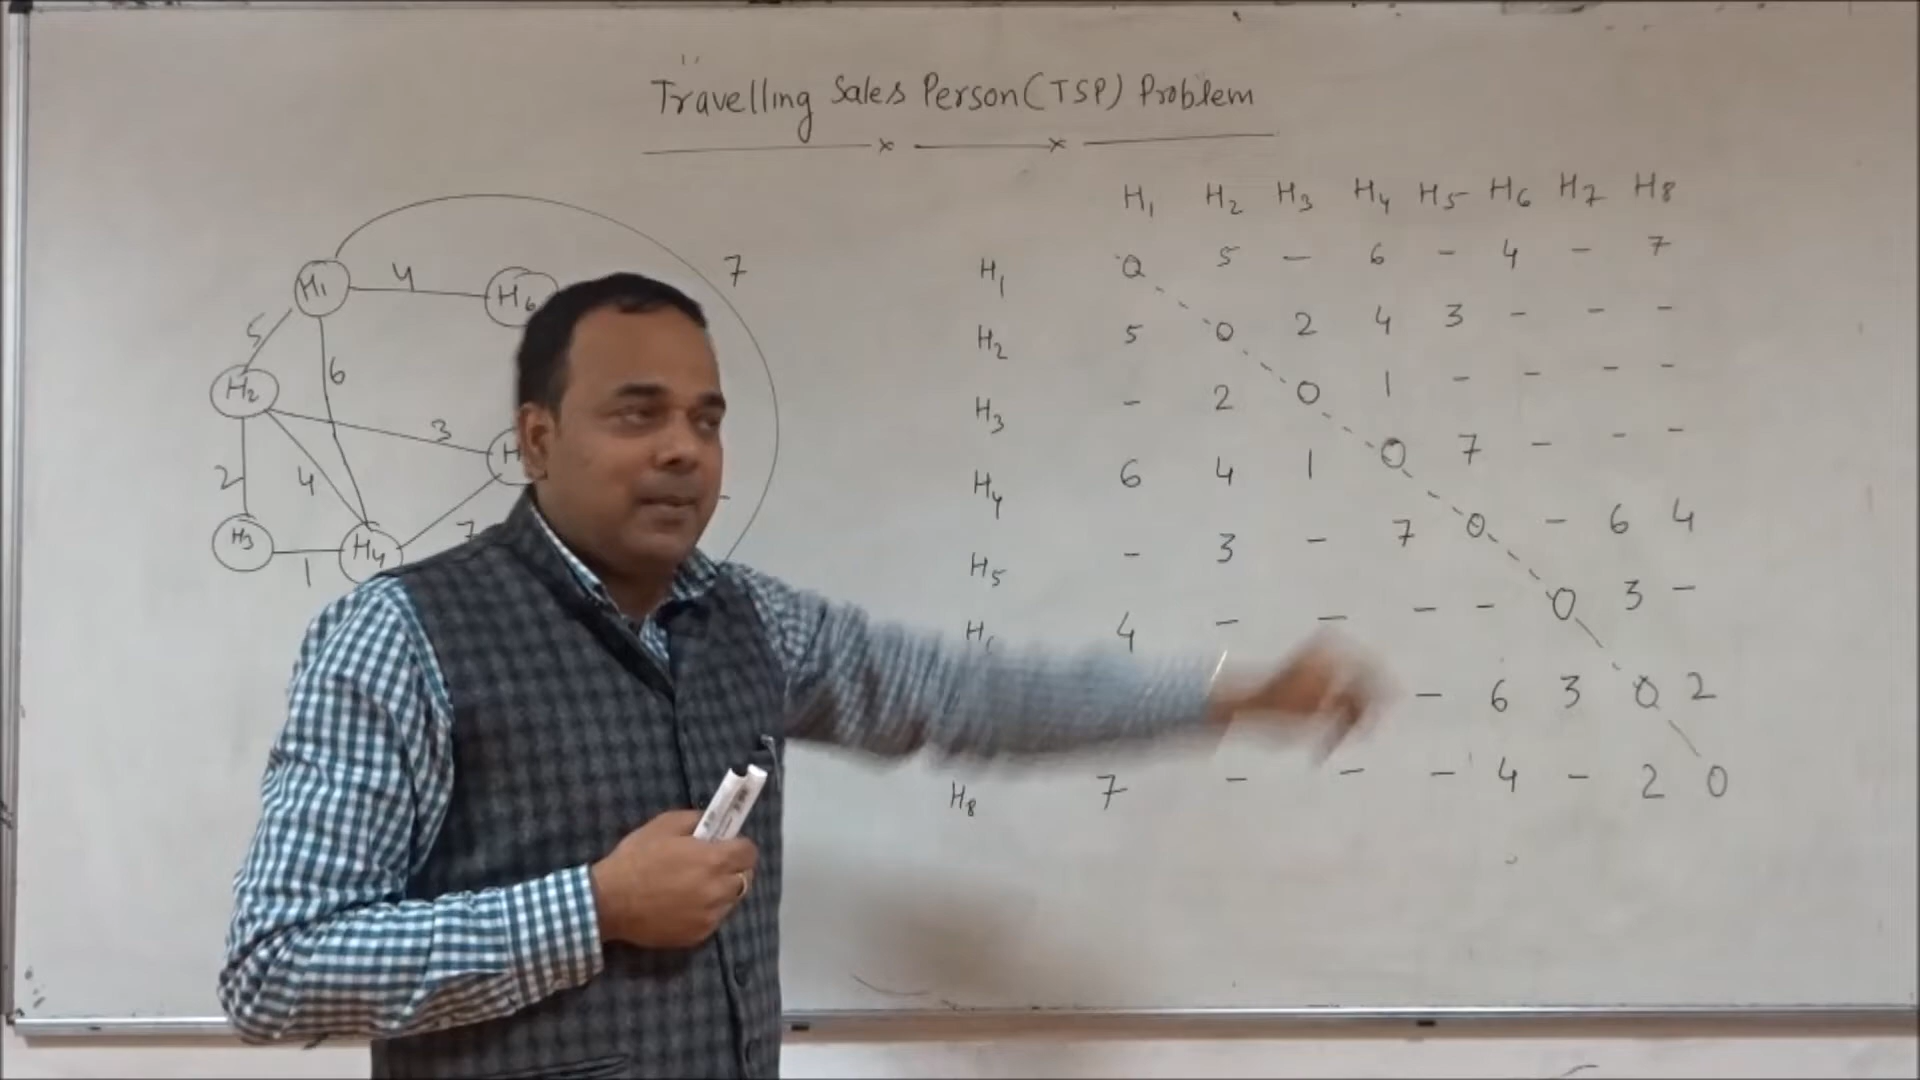 Travelling Sales Person (TSP) Problem
H1 H2 H3 H4 H5 H6 H7 H8
H1 0 5 - 6 - 4 - 7
H2 5 0 2 4 3 - - -
H3 - 2 0 1 - - - -
H4 6 4 1 0 7 - - -
H5 - 3 - 7 0 - 6 4
4 - - - - 0 3 -
- 6 3 0 2
H8 7 - - - 4 - 2 0
7
H1 4 H6
5
6
H2
3
2 4
7
H3 H4
1